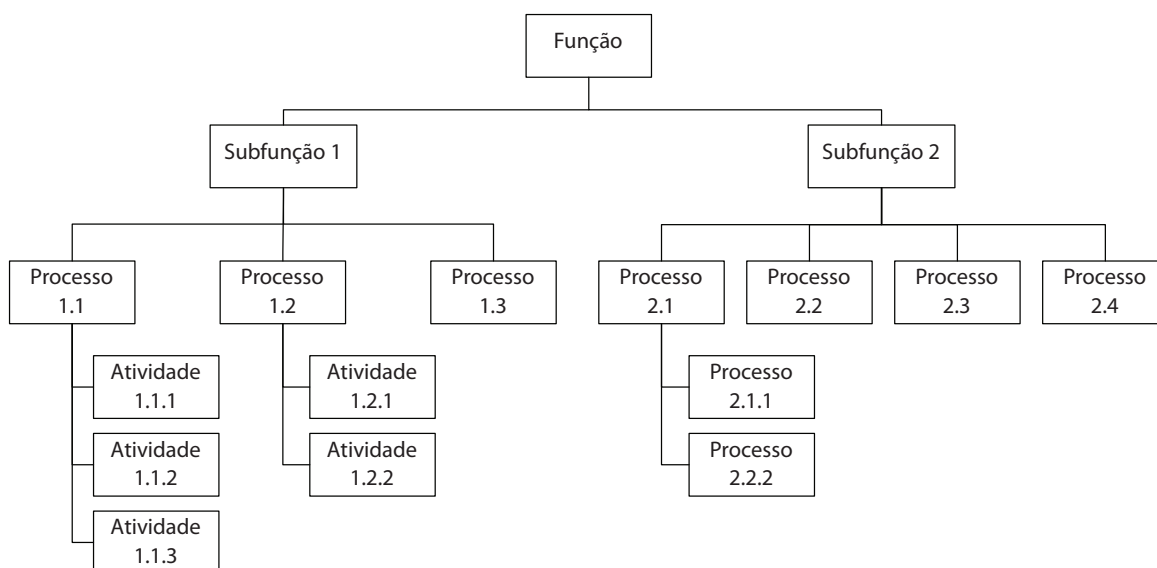 Função
Subfunção 1
Subfunção 2
Processo
1.1
Processo
1.2
Processo
1.3
Processo
2.1
Processo
2.2
Processo
2.3
Processo
2.4
Atividade
1.1.1
Atividade
1.2.1
Processo
2.1.1
Atividade
1.1.2
Atividade
1.2.2
Processo
2.2.2
Atividade
1.1.3